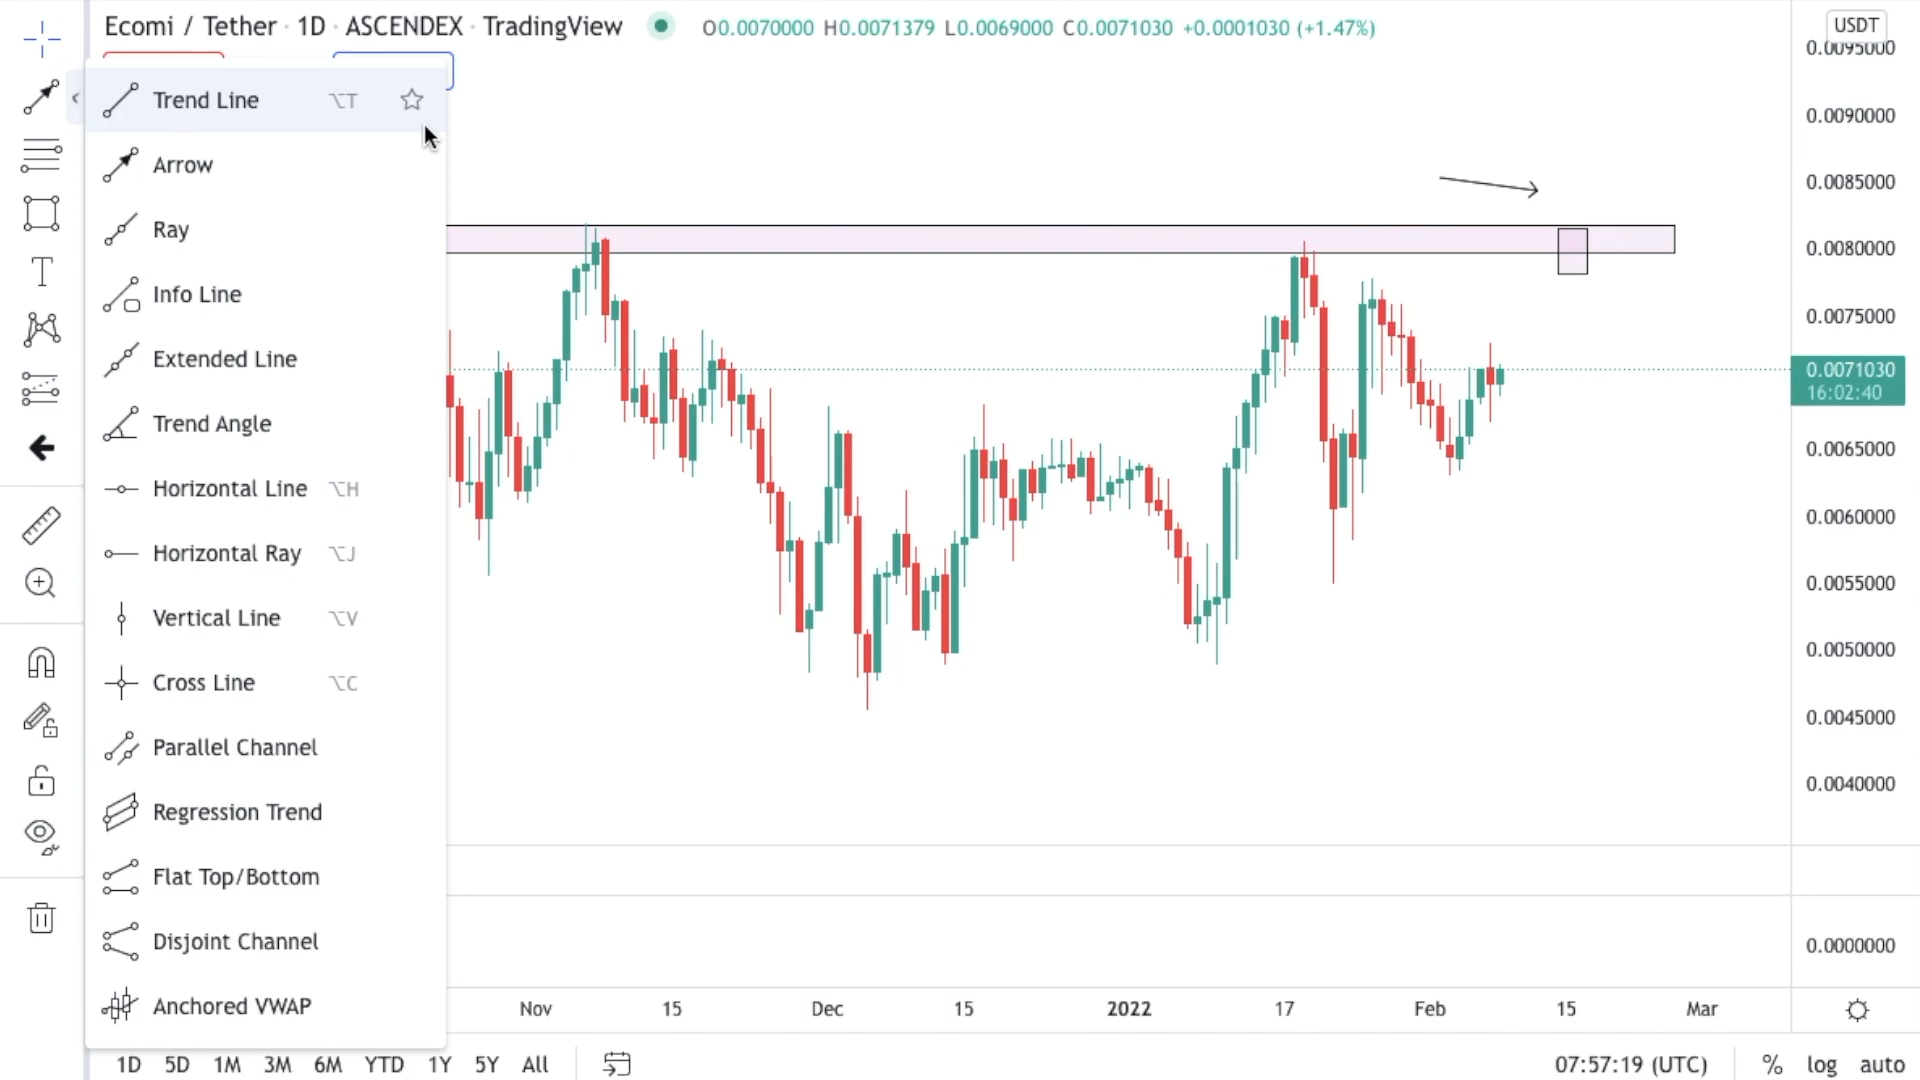 Ecomi / Tether · 1D · ASCENDEX · TradingView O0.0070000 H0.0071379 L0.0069000 C0.0071030 +0.0001030 (+1.47%)
USDT
0.0095000
Trend Line ⌥T
0.0090000
Arrow
0.0085000
Ray
0.0080000
Info Line
0.0075000
Extended Line
0.0071030
16:02:40
Trend Angle
0.0065000
Horizontal Line ⌥H
0.0060000
Horizontal Ray ⌥J
0.0055000
Vertical Line ⌥V
0.0050000
Cross Line ⌥C
0.0045000
Parallel Channel
0.0040000
Regression Trend
Flat Top/Bottom
Disjoint Channel
0.0000000
Anchored VWAP
Nov 15 Dec 15 2022 17 Feb 15 Mar
1D 5D 1M 3M 6M YTD 1Y 5Y All 07:57:19 (UTC) % log auto